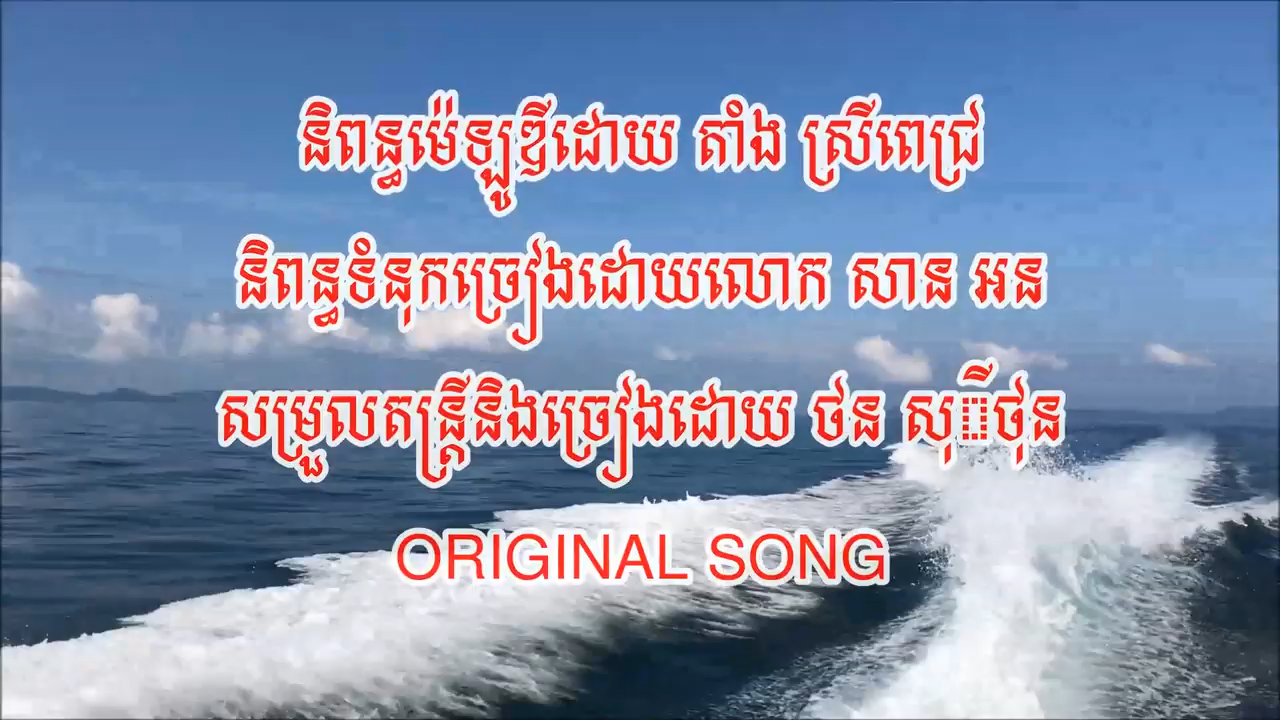 និពន្ធម៉េឡូឌីដោយ តាំង ស្រីពេជ្រ
និពន្ធទំនុកច្រៀងដោយលោក សាន អន
សម្រួលតន្ត្រីនិងច្រៀងដោយ ថន សុីថុន
ORIGINAL SONG